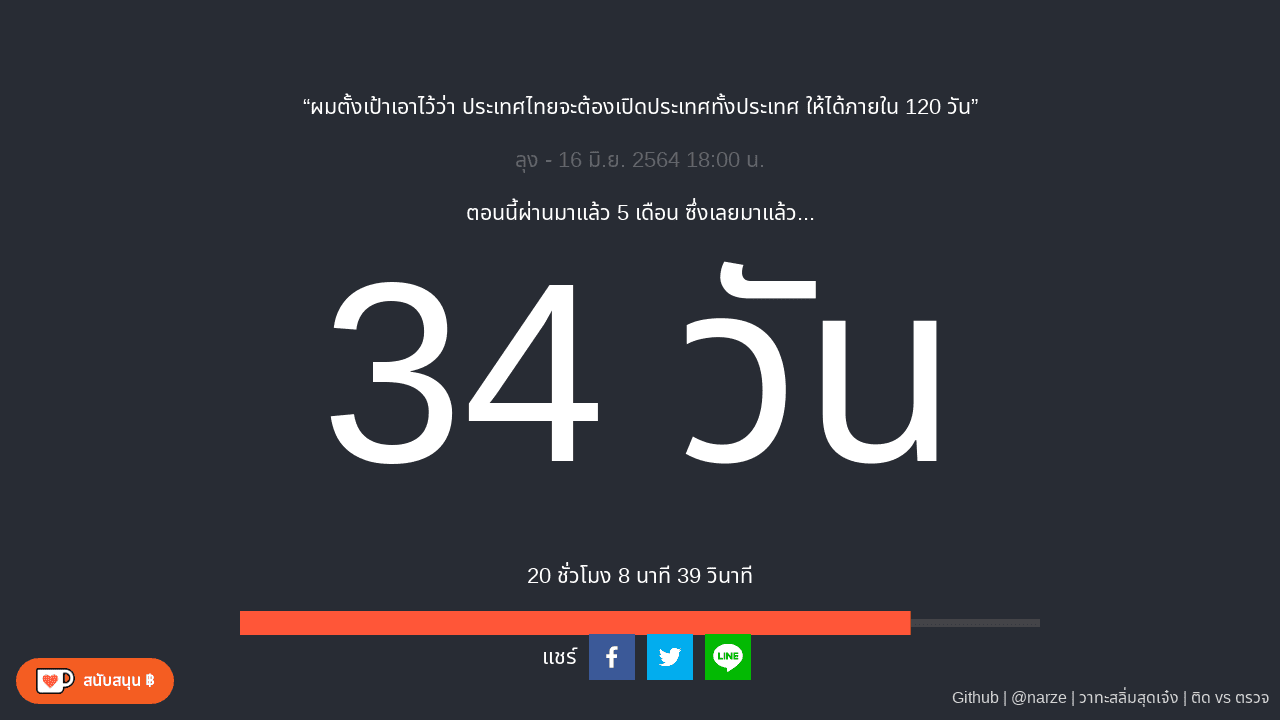 “ผมตั้งเป้าเอาไว้ว่า ประเทศไทยจะต้องเปิดประเทศทั้งประเทศ ให้ได้ภายใน 120 วัน”
ลุง - 16 มิ.ย. 2564 18:00 น.
ตอนนี้ผ่านมาแล้ว 5 เดือน ซึ่งเลยมาแล้ว...
34 วัน
20 ชั่วโมง 8 นาที 39 วินาที
แชร์
LINE
สนับสนุน ฿
Github | @narze | วาทะสลิ่มสุดเจ๋ง | ติด vs ตรวจ